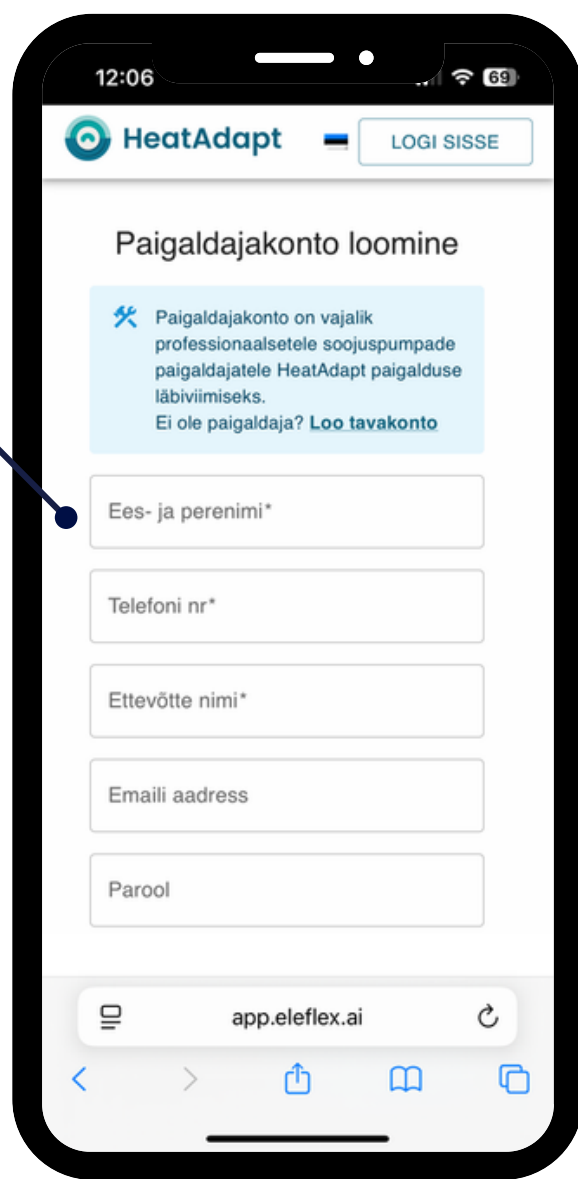 12:06
69
HeatAdapt
LOGI SISSE
Paigaldajakonto loomine
Paigaldajakonto on vajalik
professionaalsetele soojuspumpade
paigaldajatele HeatAdapt paigalduse
läbiviimiseks.
Ei ole paigaldaja? Loo tavakonto
Ees- ja perenimi*
Telefoni nr*
Ettevõtte nimi*
Emaili aadress
Parool
app.eleflex.ai